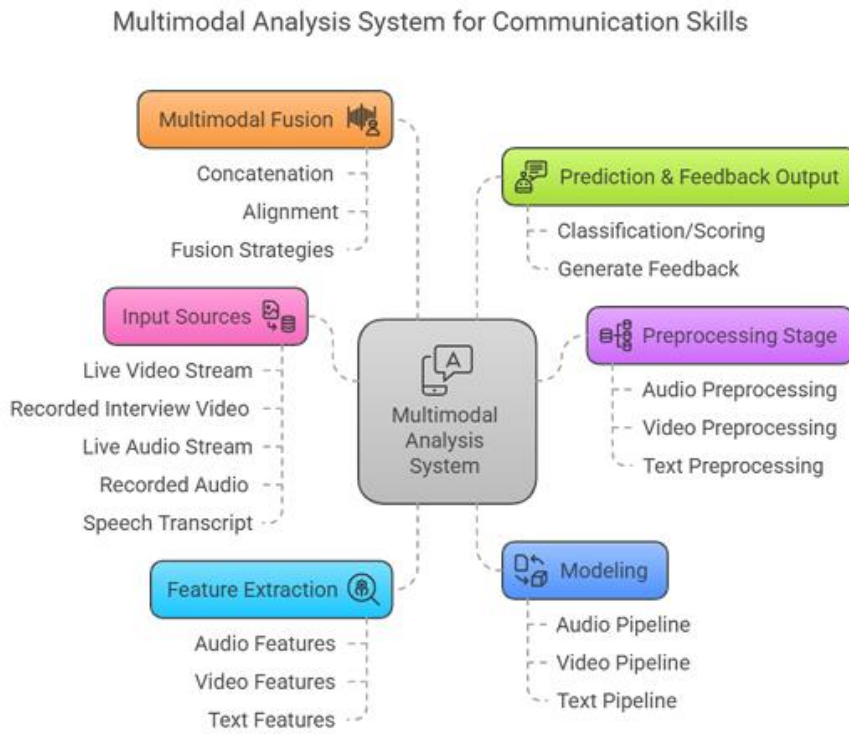 Multimodal Analysis System for Communication Skills
Multimodal Fusion
Concatenation
Alignment
Fusion Strategies
Prediction & Feedback Output
Classification/Scoring
Generate Feedback
Input Sources
Live Video Stream
Recorded Interview Video
Live Audio Stream
Recorded Audio
Speech Transcript
A
Multimodal
Analysis
System
Preprocessing Stage
Audio Preprocessing
Video Preprocessing
Text Preprocessing
Feature Extraction
Audio Features
Video Features
Text Features
Modeling
Audio Pipeline
Video Pipeline
Text Pipeline